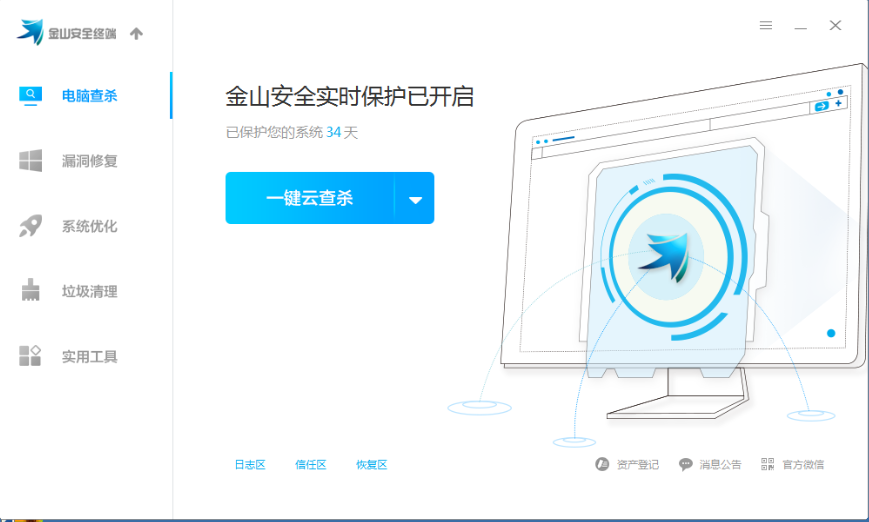 金山安全终端
电脑查杀
漏洞修复
系统优化
垃圾清理
实用工具
金山安全实时保护已开启
已保护您的系统 34 天
一键云查杀
日志区 信任区 恢复区
资产登记 消息公告 官方微信